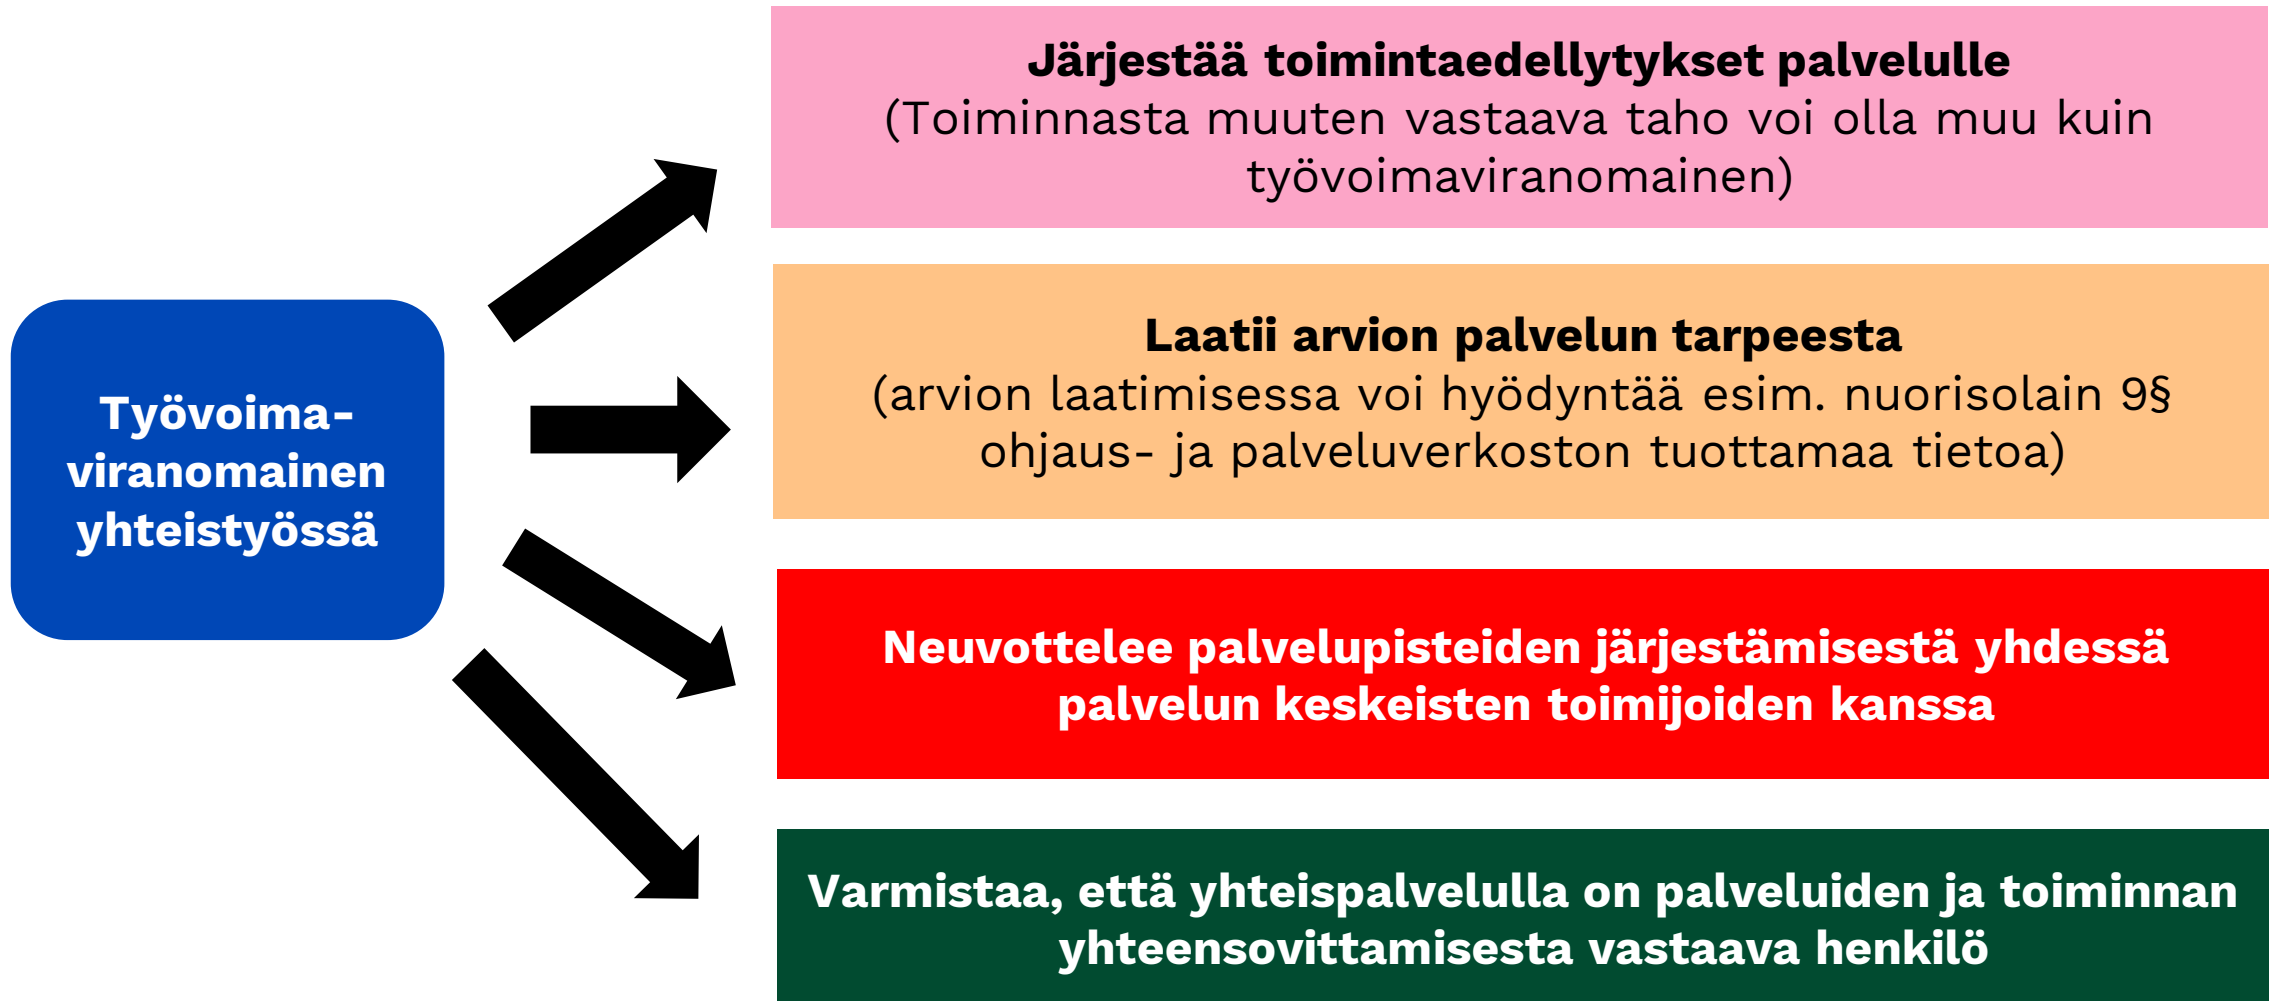 Järjestää toimintaedellytykset palvelulle
(Toiminnasta muuten vastaava taho voi olla muu kuin
työvoimaviranomainen)
Laatii arvion palvelun tarpeesta
(arvion laatimisessa voi hyödyntää esim. nuorisolain 9§
ohjaus- ja palveluverkoston tuottamaa tietoa)
Työvoima-
viranomainen
yhteistyössä
Neuvottelee palvelupisteiden järjestämisestä yhdessä
palvelun keskeisten toimijoiden kanssa
Varmistaa, että yhteispalvelulla on palveluiden ja toiminnan
yhteensovittamisesta vastaava henkilö